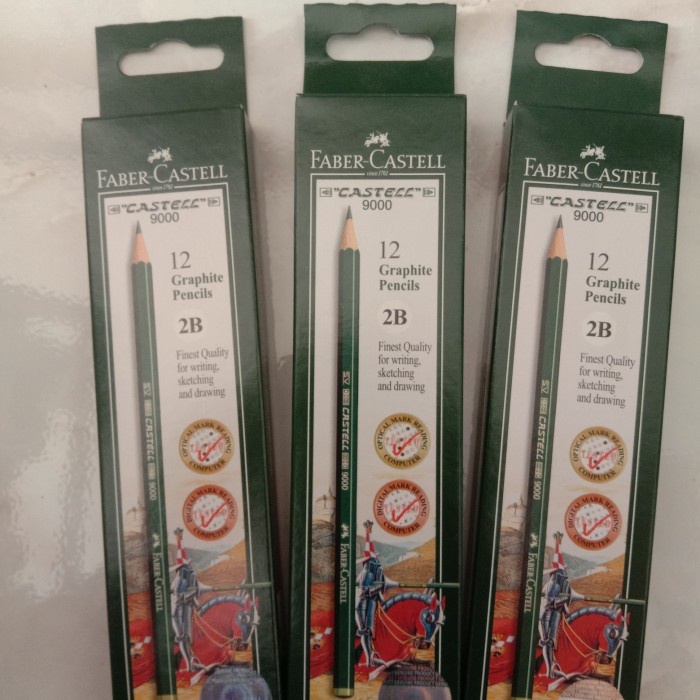 FABER-CASTELL
since 1761
"CASTELL"
9000
12
Graphite
Pencils
2B
Finest Quality
for writing,
sketching
and drawing
CASTELL 9000
FABER-CASTELL
OPTICAL MARK READING
COMPUTER
DIGITAL MARK READING
COMPUTER
FABER-CASTELL
since 1761
"CASTELL"
9000
12
Graphite
Pencils
2B
Finest Quality
for writing,
sketching
and drawing
CASTELL 9000
FABER-CASTELL
OPTICAL MARK READING
COMPUTER
DIGITAL MARK READING
COMPUTER
FABER-CASTELL
since 1761
"CASTELL"
9000
12
Graphite
Pencils
2B
Finest Quality
for writing,
sketching
and drawing
CASTELL 9000
FABER-CASTELL
OPTICAL MARK READING
COMPUTER
DIGITAL MARK READING
COMPUTER